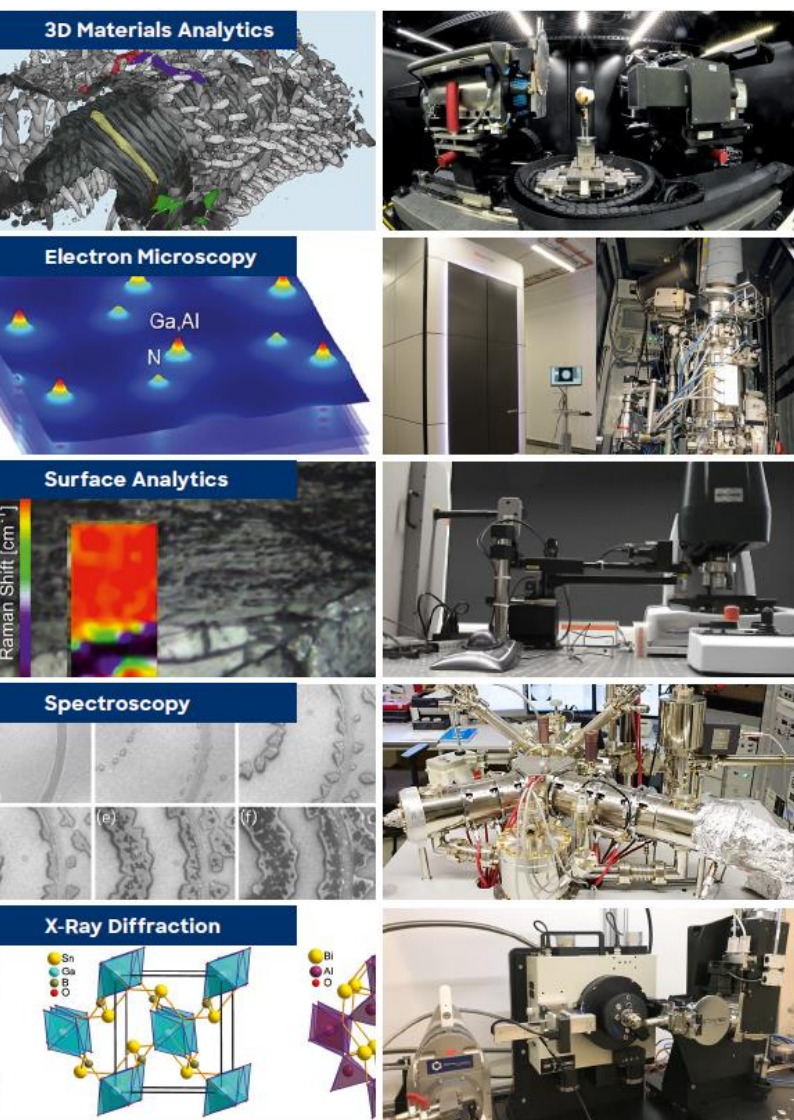 3D Materials Analytics
Electron Microscopy
Ga,Al
N
Surface Analytics
Raman Shift [cm⁻¹]
Spectroscopy
(e)
(f)
X-Ray Diffraction
Sn
Ga
B
O
Bi
Al
O